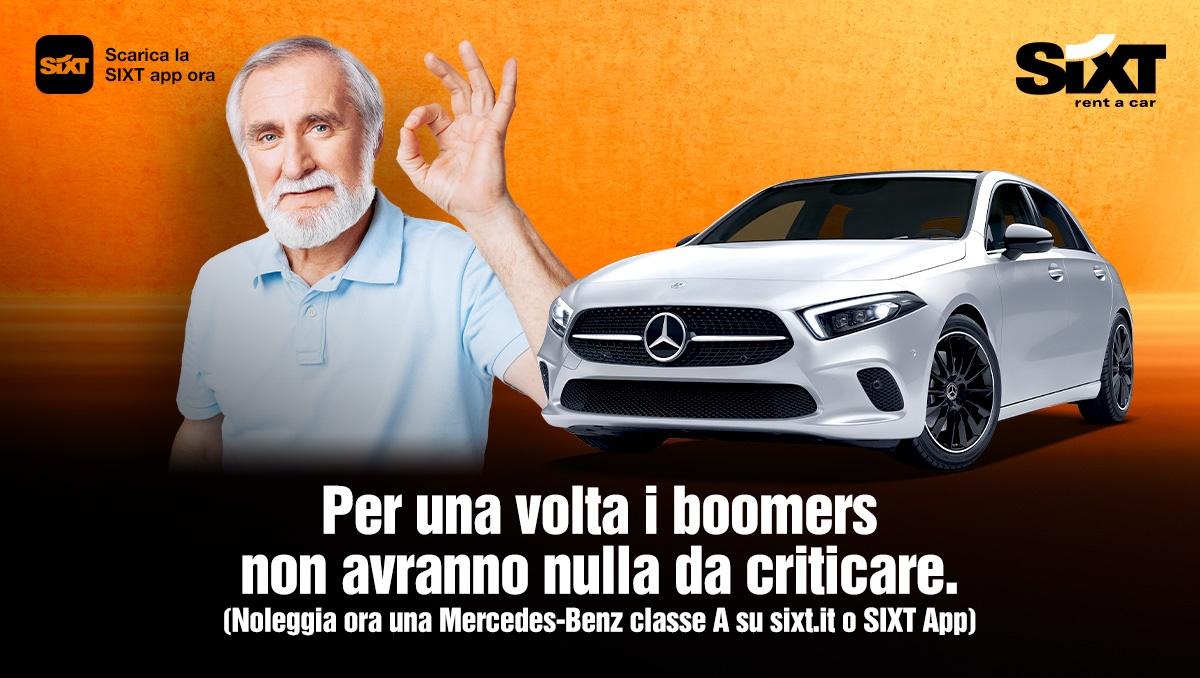 SIXT
Scarica la
SIXT app ora
SIXT
rent a car
Per una volta i boomers
non avranno nulla da criticare.
(Noleggia ora una Mercedes-Benz classe A su sixt.it o SIXT App)